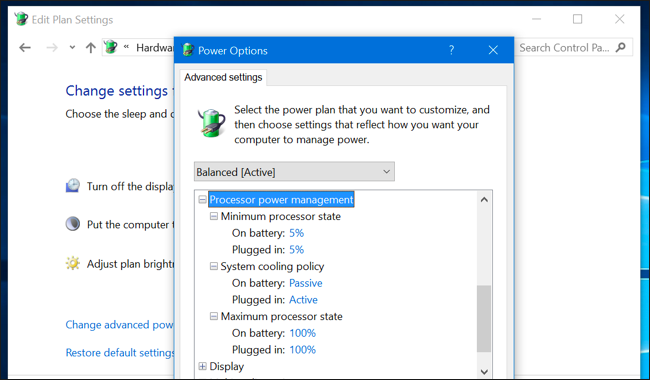 Edit Plan Settings
« Hardwa
Search Control Pa...
Power Options
?
Advanced settings
Change settings
Choose the sleep and
Select the power plan that you want to customize, and
then choose settings that reflect how you want your
computer to manage power.
Balanced [Active]
Turn off the displa
Put the computer
Adjust plan brightn
Change advanced pow
Restore default settings
Processor power management
Minimum processor state
On battery: 5%
Plugged in: 5%
System cooling policy
On battery: Passive
Plugged in: Active
Maximum processor state
On battery: 100%
Plugged in: 100%
Display